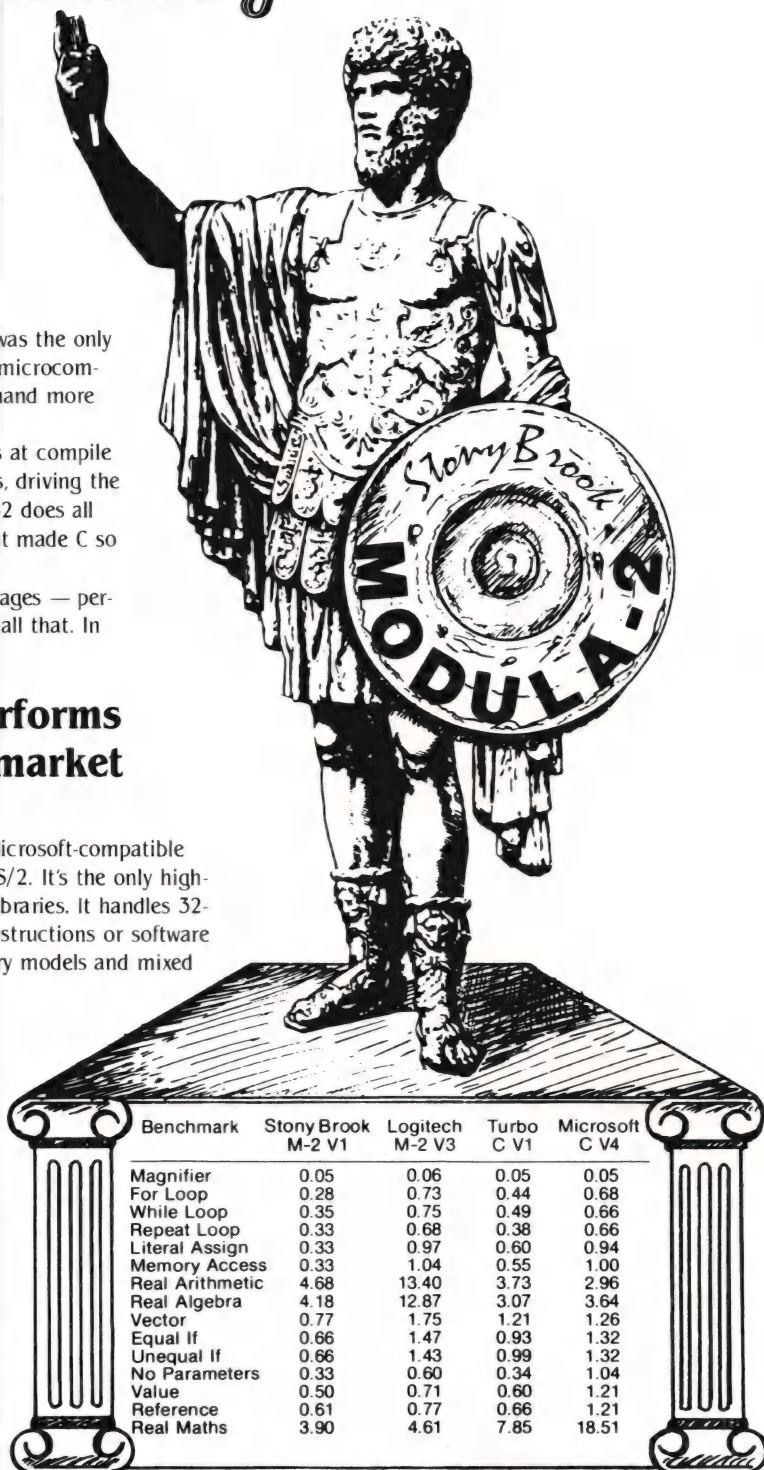 was the only
microcom-
mand more
s at compile
s, driving the
-2 does all
t made C so
ages — per-
all that. In
rforms
market
icrosoft-compatible
S/2. It's the only high-
braries. It handles 32-
structions or software
ry models and mixed
Stony Brook
MODULA-2
Benchmark Stony Brook Logitech Turbo Microsoft
M-2 V1 M-2 V3 C V1 C V4
Magnifier 0.05 0.06 0.05 0.05
For Loop 0.28 0.73 0.44 0.68
While Loop 0.35 0.75 0.49 0.66
Repeat Loop 0.33 0.68 0.38 0.66
Literal Assign 0.33 0.97 0.60 0.94
Memory Access 0.33 1.04 0.55 1.00
Real Arithmetic 4.68 13.40 3.73 2.96
Real Algebra 4.18 12.87 3.07 3.64
Vector 0.77 1.75 1.21 1.26
Equal If 0.66 1.47 0.93 1.32
Unequal If 0.66 1.43 0.99 1.32
No Parameters 0.33 0.60 0.34 1.04
Value 0.50 0.71 0.60 1.21
Reference 0.61 0.77 0.66 1.21
Real Maths 3.90 4.61 7.85 18.51